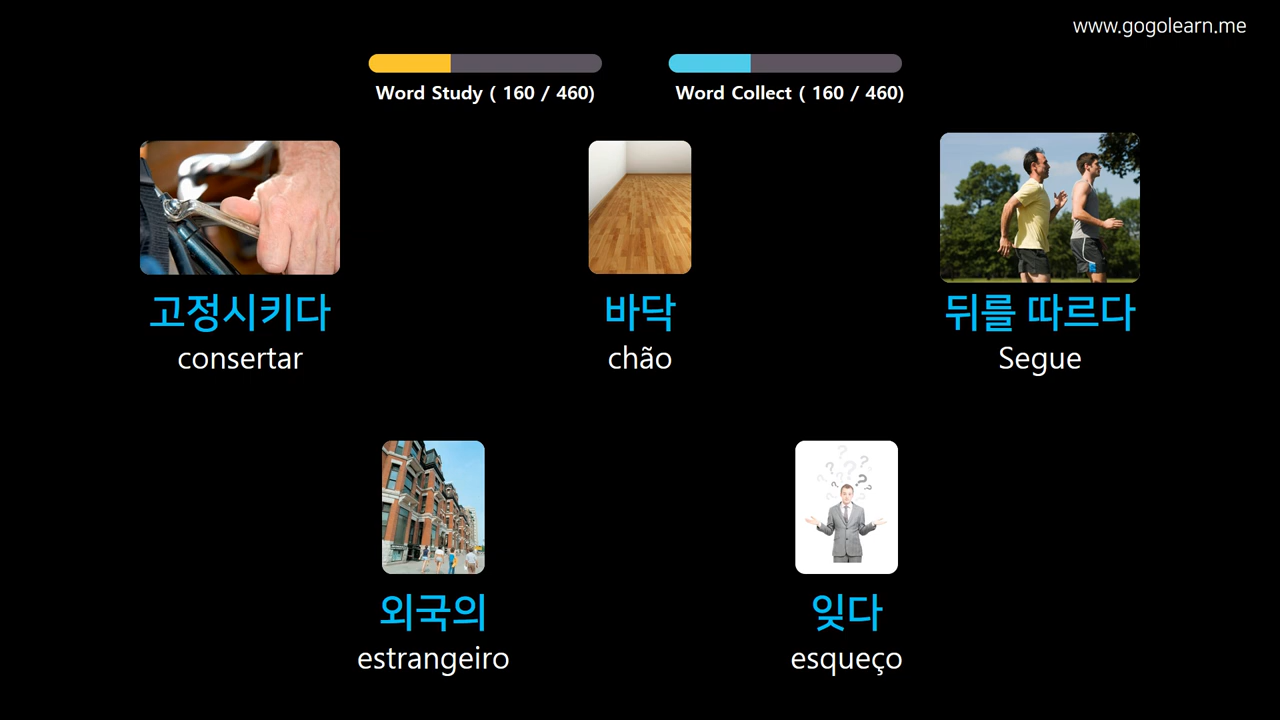 www.gogolearn.me
Word Study ( 160 / 460)
Word Collect ( 160 / 460)
고정시키다
consertar
바닥
chão
뒤를 따르다
Segue
외국의
estrangeiro
잊다
esqueço